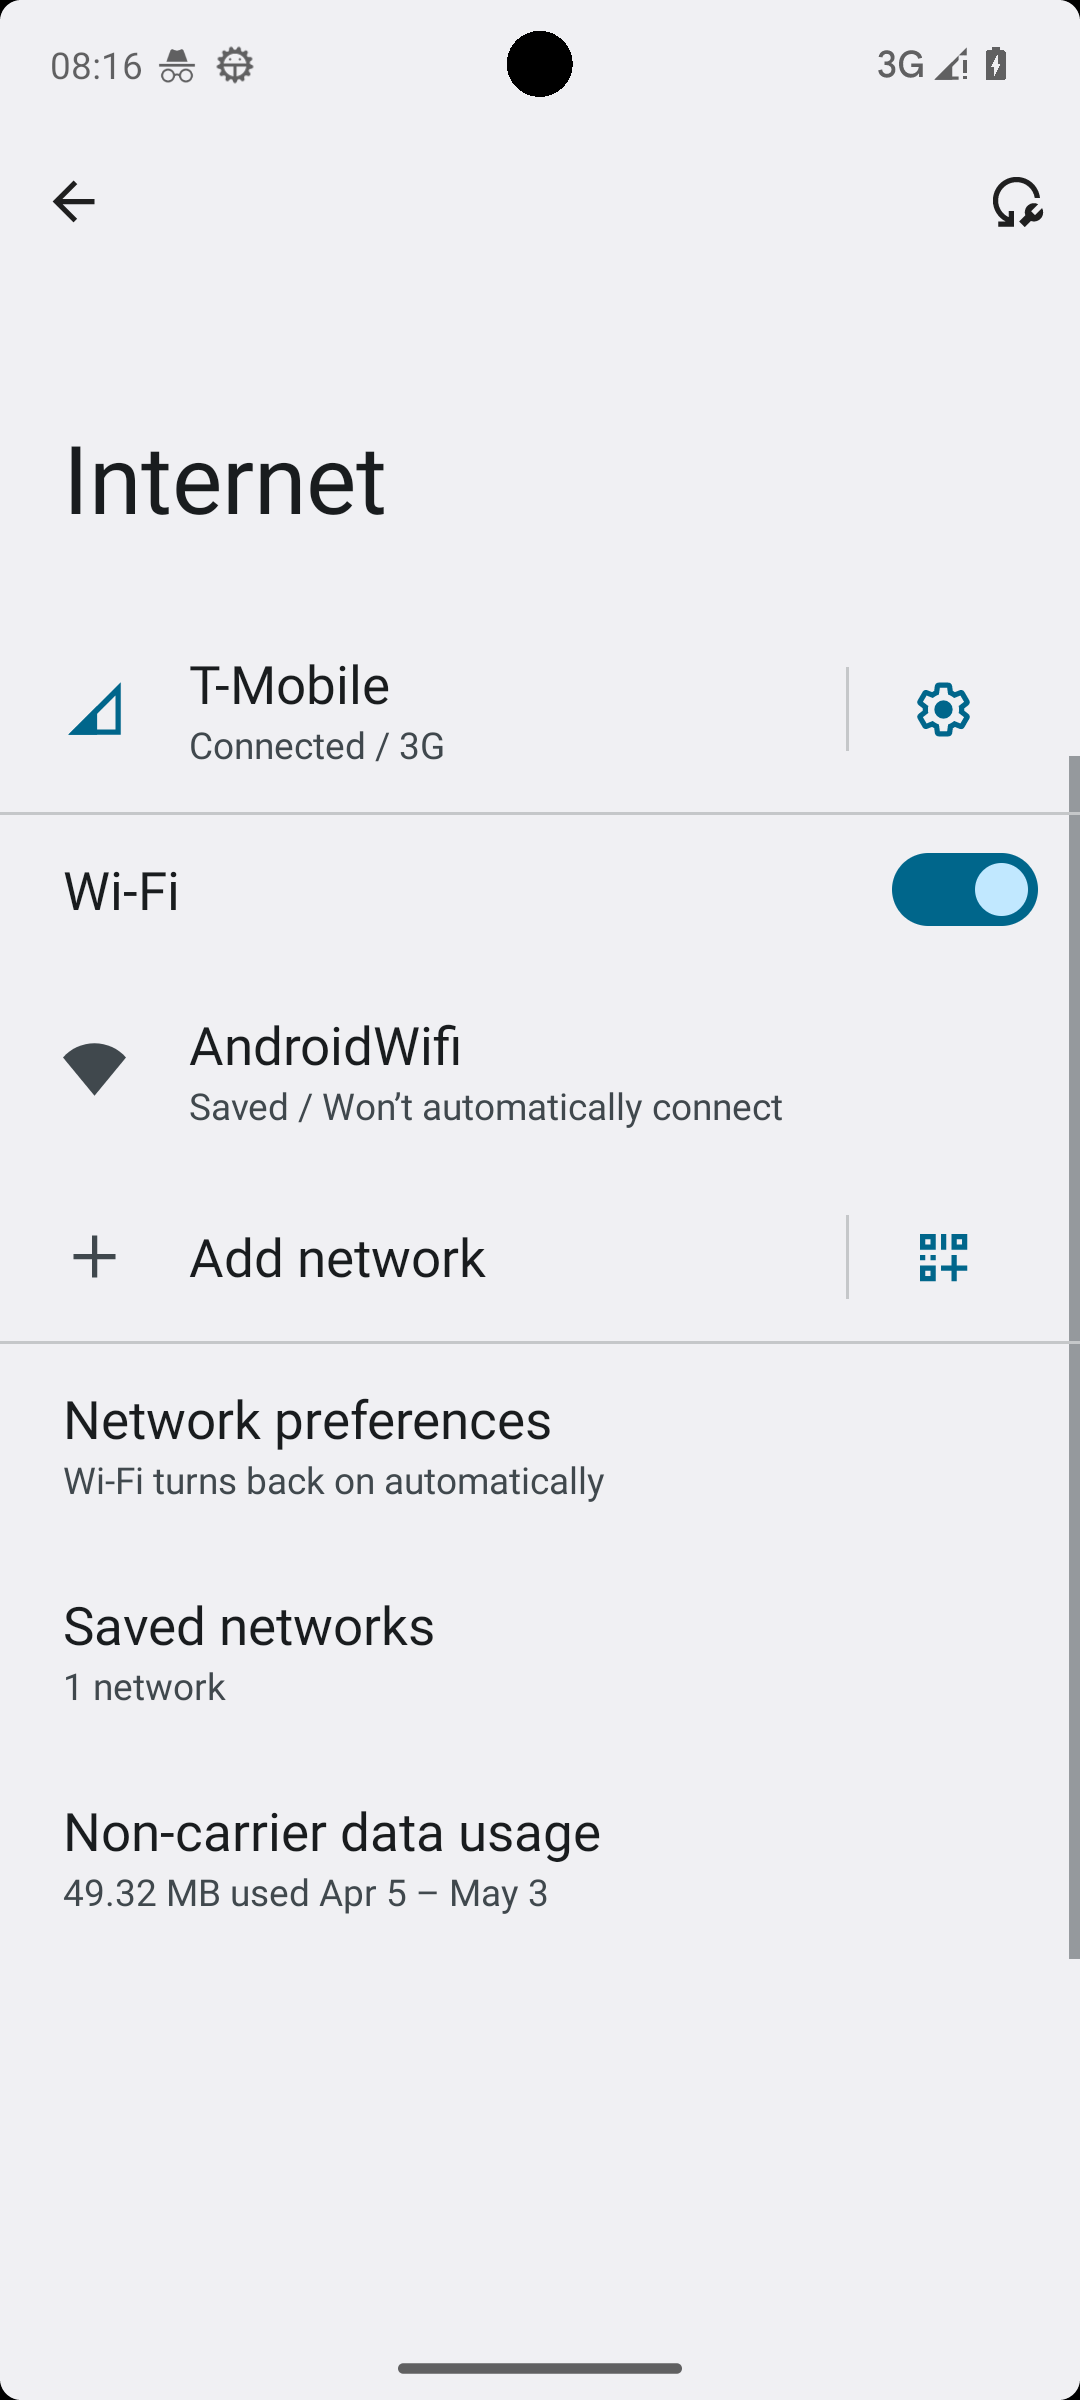 08:16
3G
Internet
T-Mobile
Connected / 3G
Wi-Fi
AndroidWifi
Saved / Won’t automatically connect
Add network
Network preferences
Wi-Fi turns back on automatically
Saved networks
1 network
Non-carrier data usage
49.32 MB used Apr 5 – May 3